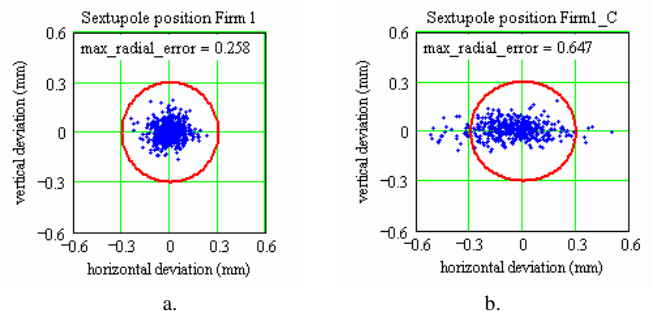 Sextupole position Firm 1
0.6
max_radial_error = 0.258
0.3
0
−0.3
−0.6
−0.6 −0.3 0 0.3 0.6
vertical deviation (mm)
horizontal deviation (mm)
a.
Sextupole position Firm1_C
0.6
max_radial_error = 0.647
0.3
0
−0.3
−0.6
−0.6 −0.3 0 0.3 0.6
vertical deviation (mm)
horizontal deviation (mm)
b.